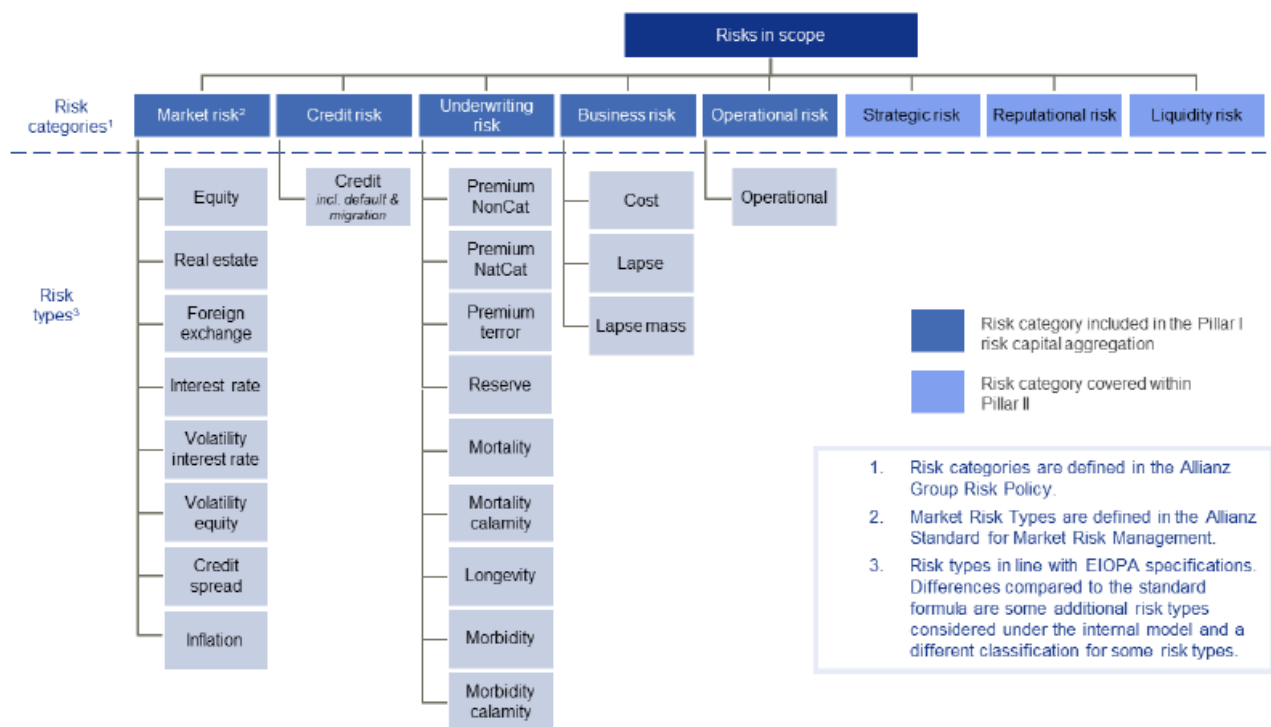 Risks in scope
Risk
categories¹
Market risk²
Credit risk
Underwriting
risk
Business risk
Operational risk
Strategic risk
Reputational risk
Liquidity risk
Risk
types³
Equity
Real estate
Foreign
exchange
Interest rate
Volatility
interest rate
Volatility
equity
Credit
spread
Inflation
Credit
incl. default &
migration
Premium
NonCat
Premium
NatCat
Premium
terror
Reserve
Mortality
Mortality
calamity
Longevity
Morbidity
Morbidity
calamity
Cost
Lapse
Lapse mass
Operational
Risk category included in the Pillar I
risk capital aggregation
Risk category covered within
Pillar II
1. Risk categories are defined in the Allianz
Group Risk Policy.
2. Market Risk Types are defined in the Allianz
Standard for Market Risk Management.
3. Risk types in line with EIOPA specifications.
Differences compared to the standard
formula are some additional risk types
considered under the internal model and a
different classification for some risk types.